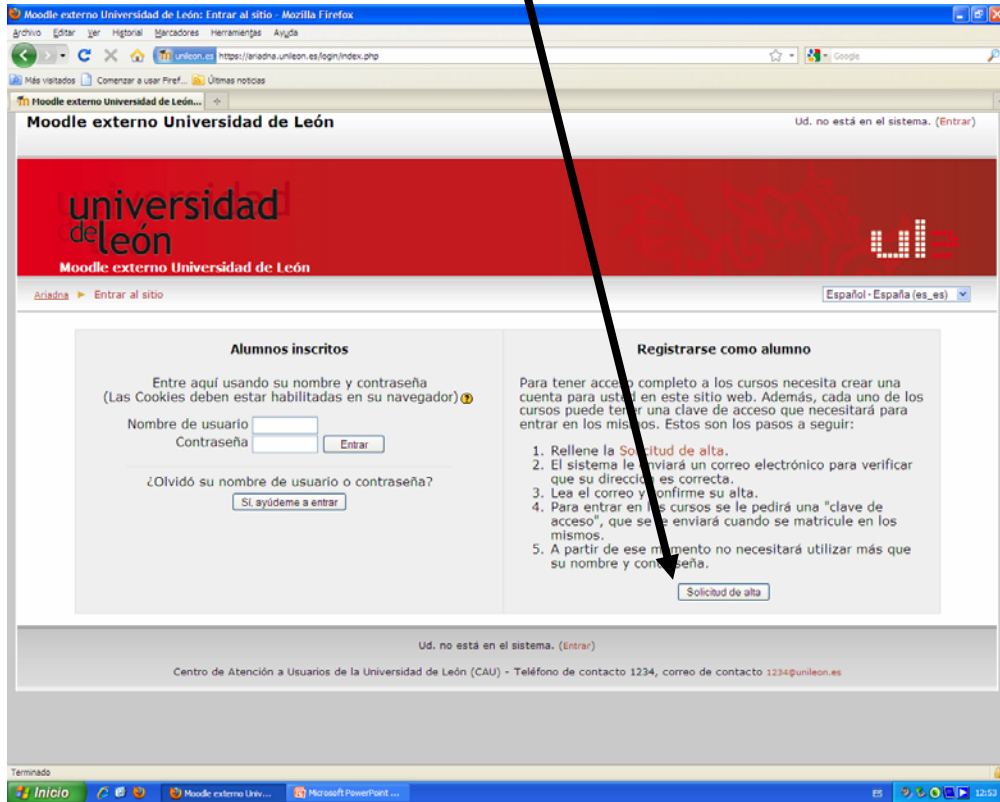 Moodle externo Universidad de León: Entrar al sitio - Mozilla Firefox
Archivo Editar Ver Historial Marcadores Herramientas Ayuda
unileon.es https://ariadna.unileon.es/login/index.php
Google
Más visitados Comenzar a usar Firef... Últimas noticias
Moodle externo Universidad de León...
Moodle externo Universidad de León
Ud. no está en el sistema. (Entrar)
universidad
de león
ule
Moodle externo Universidad de León
Ariadna ► Entrar al sitio
Español - España (es_es)
Alumnos inscritos
Entre aquí usando su nombre y contraseña
(Las Cookies deben estar habilitadas en su navegador)
Nombre de usuario
Contraseña
Entrar
¿Olvidó su nombre de usuario o contraseña?
Sí, ayúdeme a entrar
Registrarse como alumno
Para tener acceso completo a los cursos necesita crear una
cuenta para usted en este sitio web. Además, cada uno de los
cursos puede tener una clave de acceso que necesitará para
entrar en los mismos. Estos son los pasos a seguir:
1. Rellene la Solicitud de alta.
2. El sistema le enviará un correo electrónico para verificar
que su dirección es correcta.
3. Lea el correo y confirme su alta.
4. Para entrar en los cursos se le pedirá una "clave de
acceso", que se le enviará cuando se matricule en los
mismos.
5. A partir de ese momento no necesitará utilizar más que
su nombre y contraseña.
Solicitud de alta
Ud. no está en el sistema. (Entrar)
Centro de Atención a Usuarios de la Universidad de León (CAU) - Teléfono de contacto 1234, correo de contacto 1234@unileon.es
Terminado
Inicio
Moodle externo Univ...
Microsoft PowerPoint ...
ES
12:53